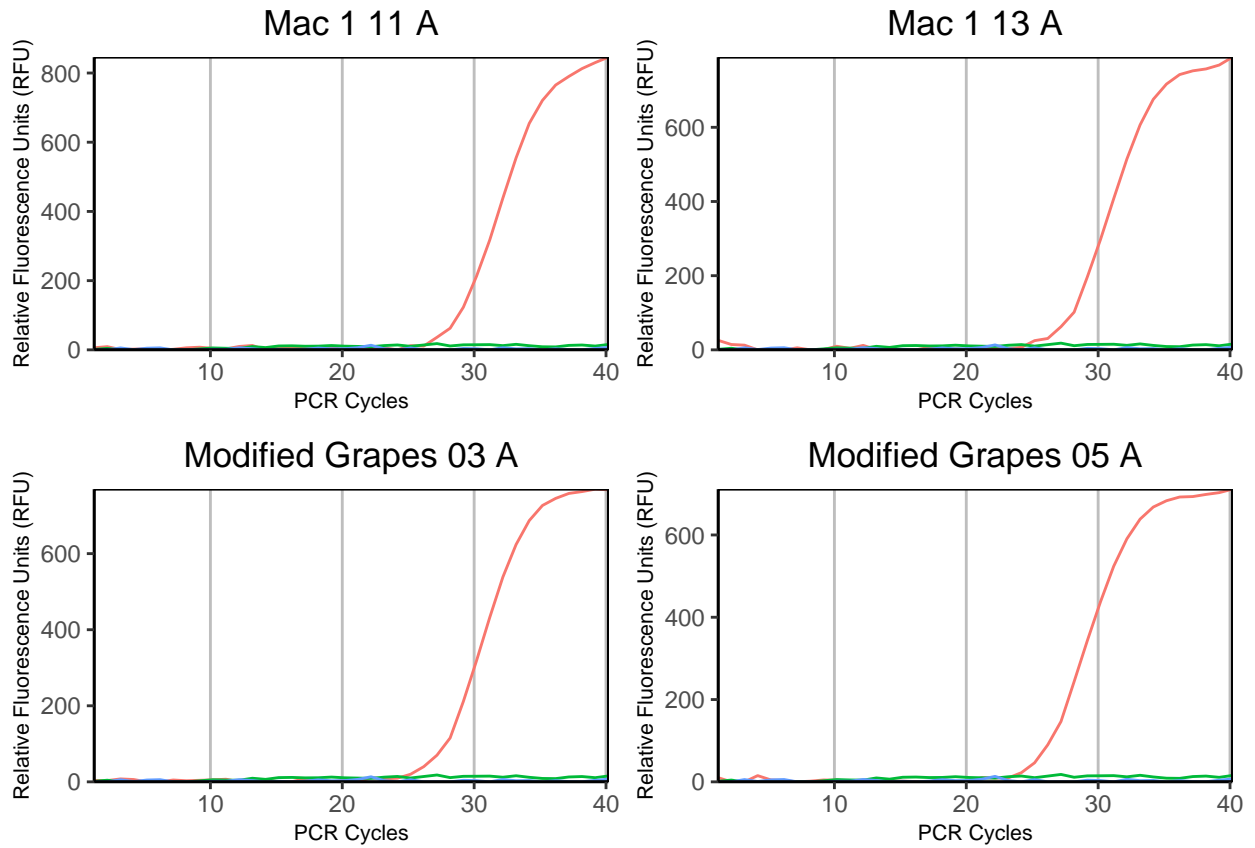 Mac 1 11 A
Relative Fluorescence Units (RFU)
800
600
400
200
0
10
20
30
40
PCR Cycles
Mac 1 13 A
Relative Fluorescence Units (RFU)
600
400
200
0
10
20
30
40
PCR Cycles
Modified Grapes 03 A
Relative Fluorescence Units (RFU)
600
400
200
0
10
20
30
40
PCR Cycles
Modified Grapes 05 A
Relative Fluorescence Units (RFU)
600
400
200
0
10
20
30
40
PCR Cycles